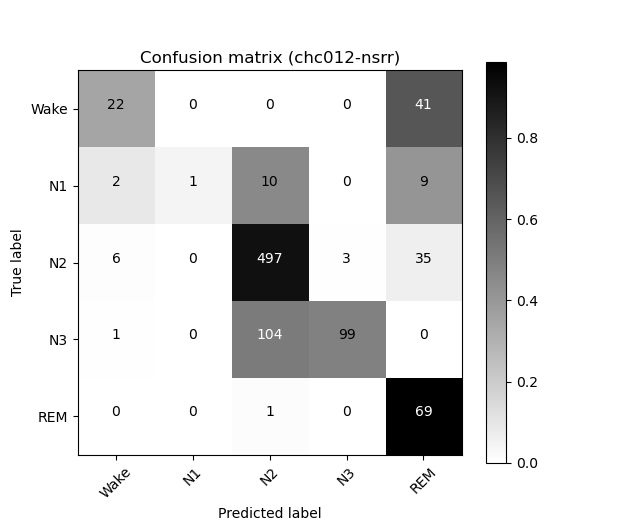 Confusion matrix (chc012-nsrr)
Wake 22 0 0 0 41
N1 2 1 10 0 9
N2 6 0 497 3 35
N3 1 0 104 99 0
REM 0 0 1 0 69
Wake N1 N2 N3 REM
True label
Predicted label
0.8
0.6
0.4
0.2
0.0